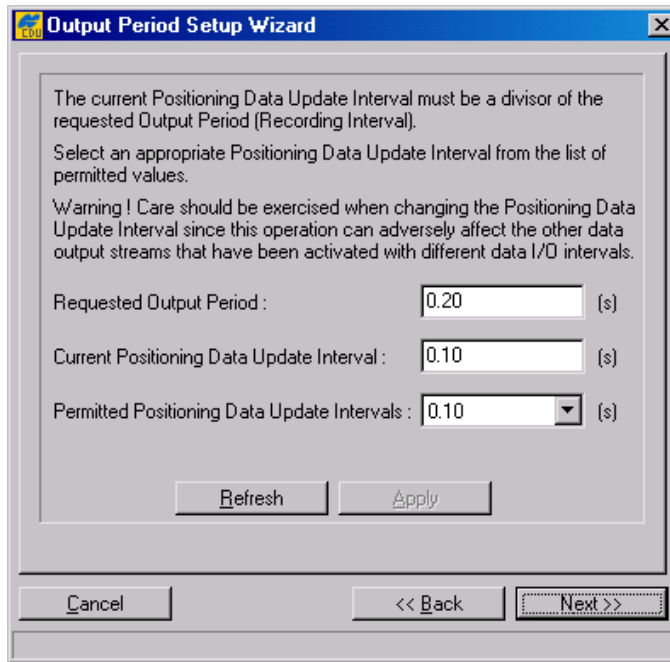 EDU
Output Period Setup Wizard
The current Positioning Data Update Interval must be a divisor of the
requested Output Period (Recording Interval).
Select an appropriate Positioning Data Update Interval from the list of
permitted values.
Warning ! Care should be exercised when changing the Positioning Data
Update Interval since this operation can adversely affect the other data
output streams that have been activated with different data I/O intervals.
Requested Output Period : 0.20 (s)
Current Positioning Data Update Interval : 0.10 (s)
Permitted Positioning Data Update Intervals : 0.10 (s)
Refresh Apply
Cancel << Back Next >>